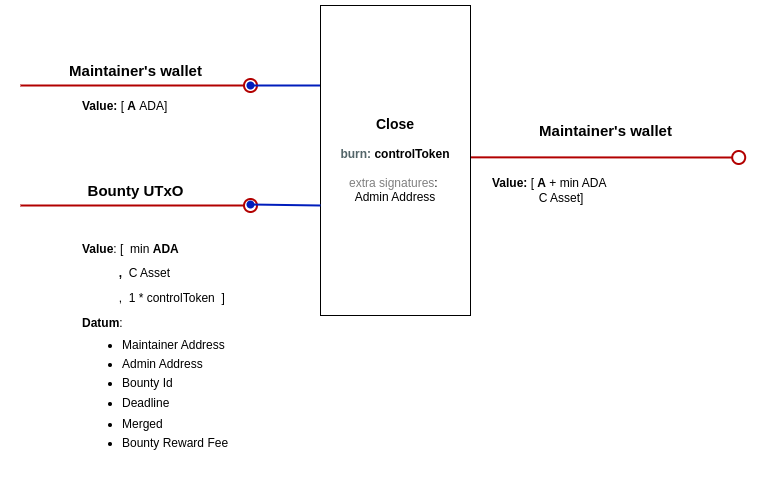 Maintainer's wallet
Value: [ A ADA]
Bounty UTxO
Value: [ min ADA
, C Asset
, 1 * controlToken ]
Datum:
• Maintainer Address
• Admin Address
• Bounty Id
• Deadline
• Merged
• Bounty Reward Fee
Close
burn: controlToken
extra signatures:
Admin Address
Maintainer's wallet
Value: [ A + min ADA
C Asset]